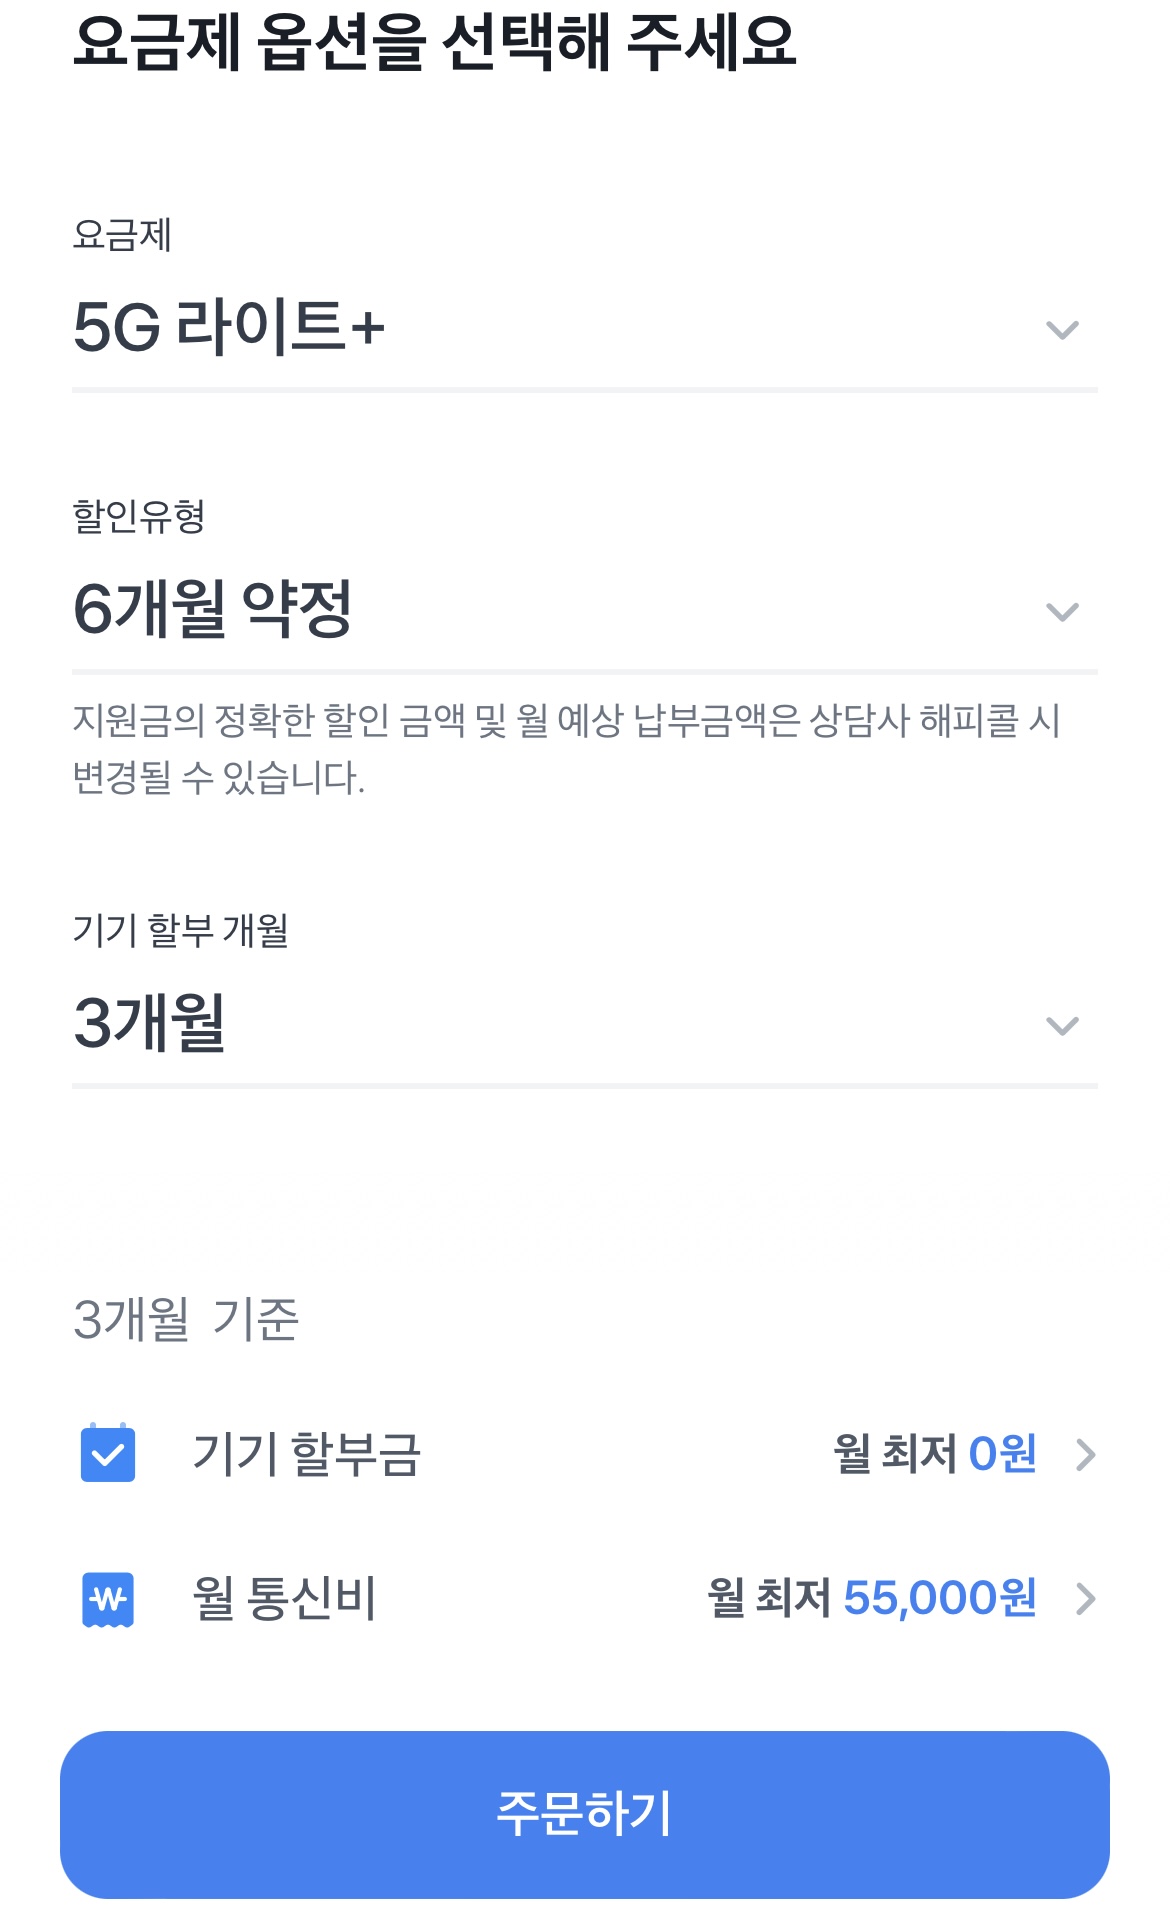 요금제 옵션을 선택해 주세요
요금제
5G 라이트+
할인유형
6개월 약정
지원금의 정확한 할인 금액 및 월 예상 납부금액은 상담사 해피콜 시
변경될 수 있습니다.
기기 할부 개월
3개월
3개월 기준
기기 할부금 월 최저 0원
월 통신비 월 최저 55,000원
주문하기